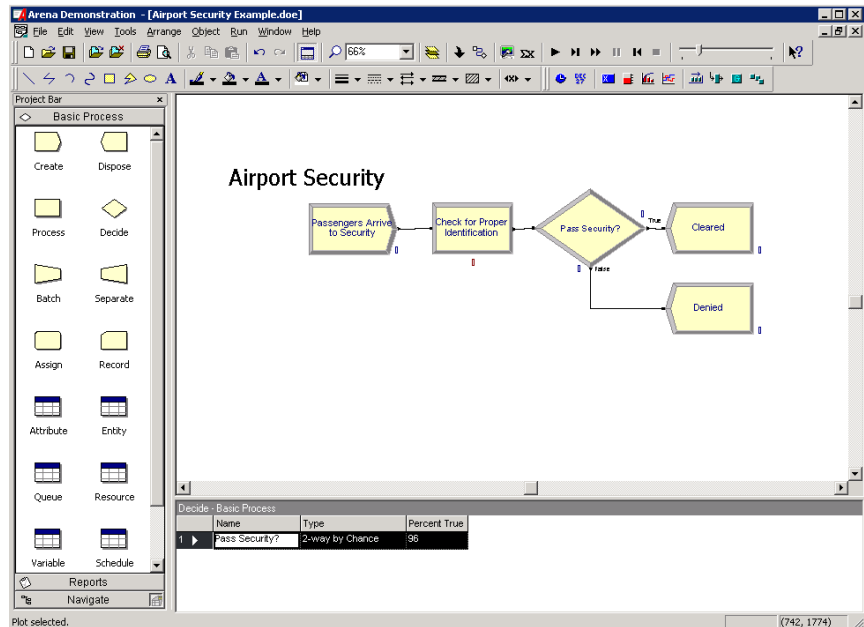 Arena Demonstration - [Airport Security Example.doe]
File Edit View Tools Arrange Object Run Window Help
66%
Project Bar
Basic Process
Create Dispose
Process Decide
Batch Separate
Assign Record
Attribute Entity
Queue Resource
Variable Schedule
Reports
Navigate
Airport Security
Passengers Arrive
to Security
Check for Proper
Identification
Pass Security?
True
False
Cleared
Denied
Decide - Basic Process
Name Type Percent True
1 Pass Security? 2-way by Chance 96
Plot selected. (742, 1774)